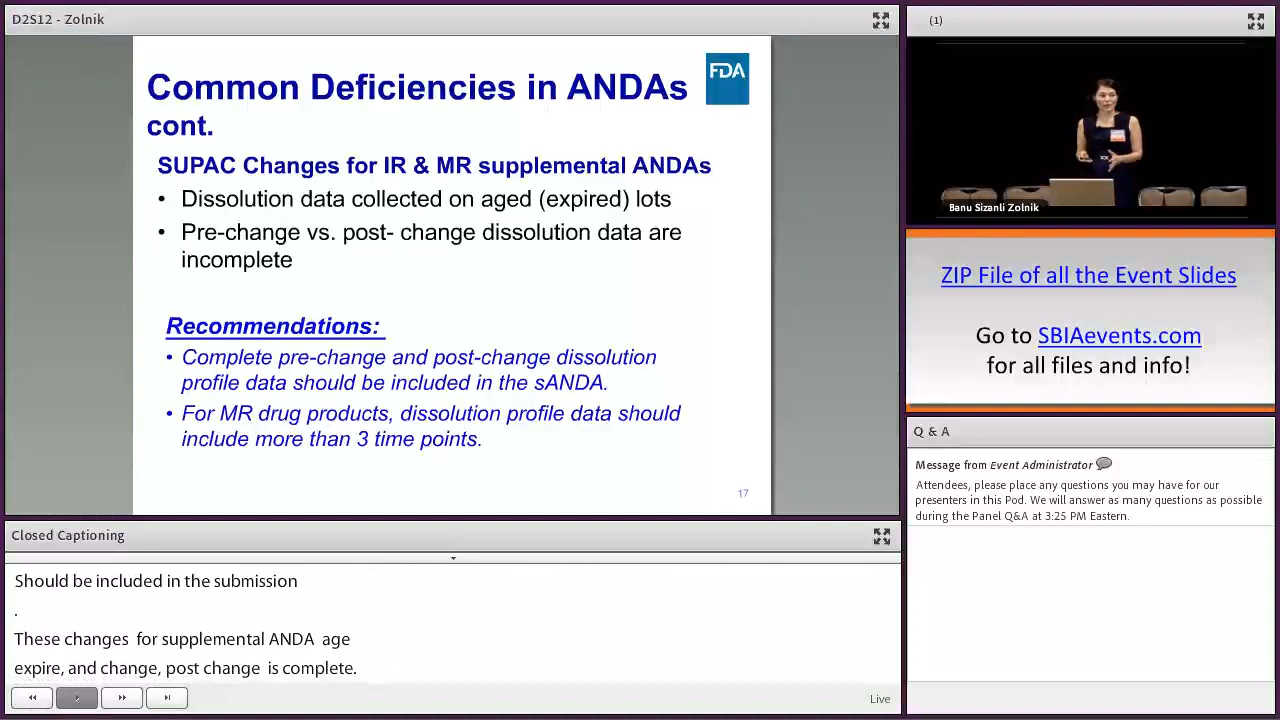 D2S12 - Zolnik
Common Deficiencies in ANDAs
cont.
FDA
SUPAC Changes for IR & MR supplemental ANDAs
• Dissolution data collected on aged (expired) lots
• Pre-change vs. post- change dissolution data are
incomplete
Recommendations:
• Complete pre-change and post-change dissolution
profile data should be included in the sANDA.
• For MR drug products, dissolution profile data should
include more than 3 time points.
17
Closed Captioning
Should be included in the submission
.
These changes for supplemental ANDA age
expire, and change, post change is complete.
Live
(1)
Banu Sizanli Zolnik
ZIP File of all the Event Slides
Go to SBIAevents.com
for all files and info!
Q & A
Message from Event Administrator
Attendees, please place any questions you may have for our
presenters in this Pod. We will answer as many questions as possible
during the Panel Q&A at 3:25 PM Eastern.